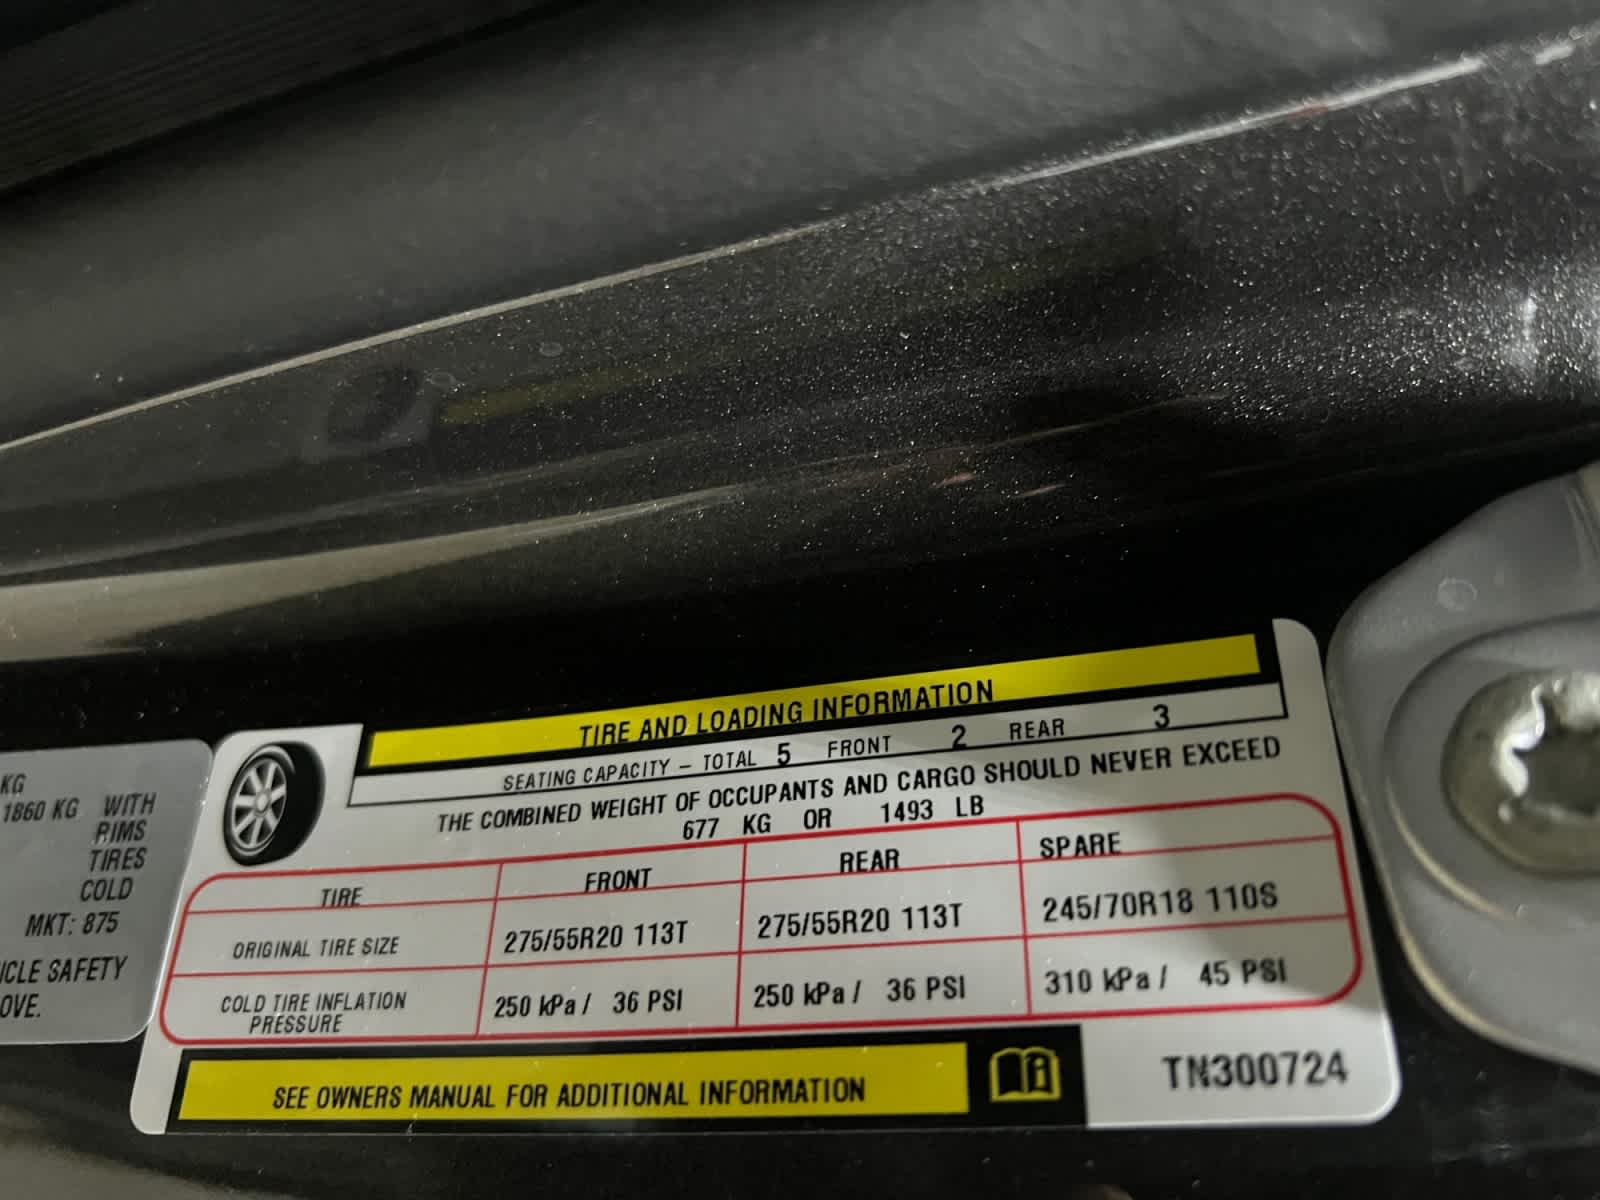 KG
1860 KG WITH
RIMS
TIRES
COLD
MKT: 875
ICLE SAFETY
OVE.
TIRE AND LOADING INFORMATION
SEATING CAPACITY – TOTAL 5 FRONT 2 REAR 3
THE COMBINED WEIGHT OF OCCUPANTS AND CARGO SHOULD NEVER EXCEED
677 KG OR 1493 LB
TIRE FRONT REAR SPARE
ORIGINAL TIRE SIZE 275/55R20 113T 275/55R20 113T 245/70R18 110S
COLD TIRE INFLATION
PRESSURE 250 kPa / 36 PSI 250 kPa / 36 PSI 310 kPa / 45 PSI
SEE OWNERS MANUAL FOR ADDITIONAL INFORMATION
TN300724